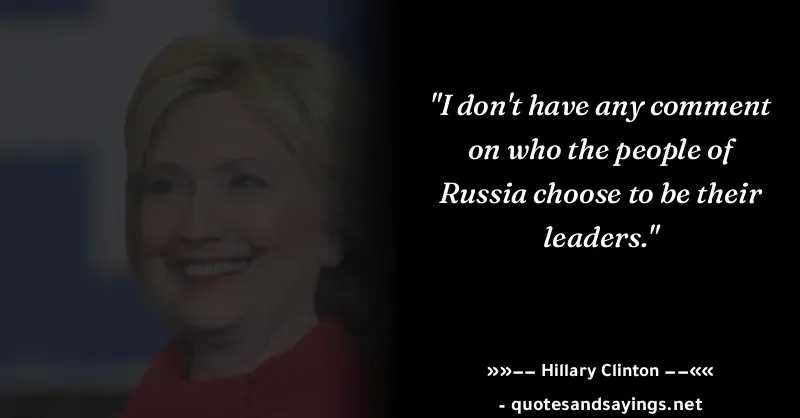 "I don't have any comment
on who the people of
Russia choose to be their
leaders."
»»–– Hillary Clinton ––««
- quotesandsayings.net